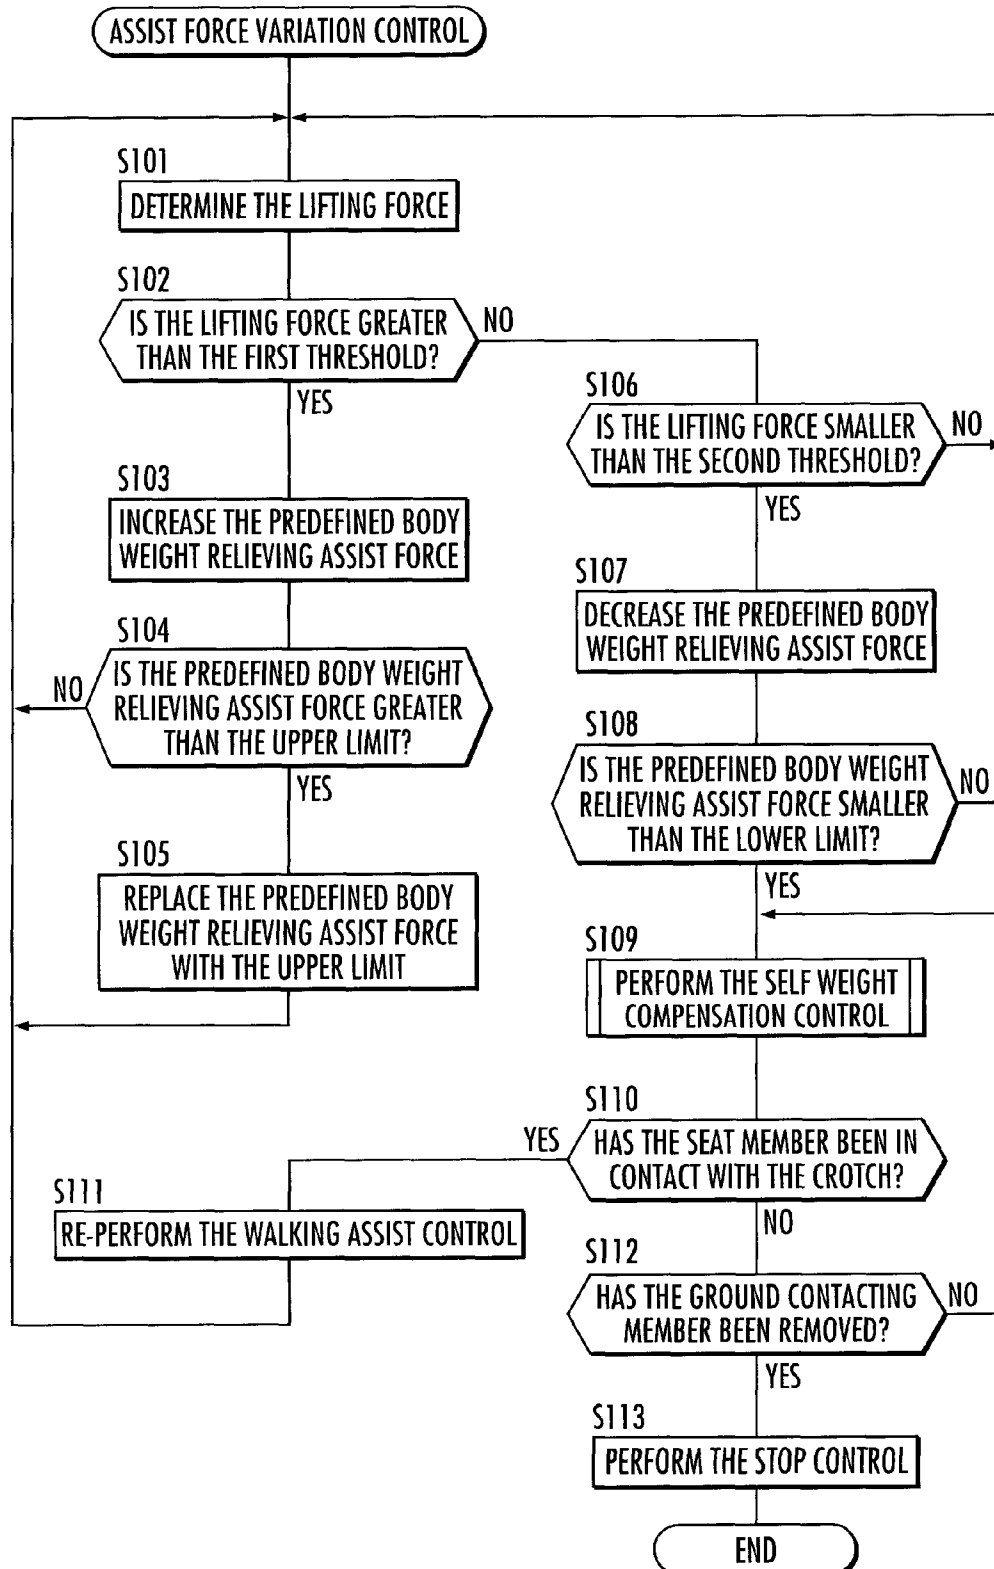 ASSIST FORCE VARIATION CONTROL
S101
DETERMINE THE LIFTING FORCE
S102
IS THE LIFTING FORCE GREATER
THAN THE FIRST THRESHOLD?
NO
YES
S103
INCREASE THE PREDEFINED BODY
WEIGHT RELIEVING ASSIST FORCE
S104
IS THE PREDEFINED BODY WEIGHT
RELIEVING ASSIST FORCE GREATER
THAN THE UPPER LIMIT?
NO
YES
S105
REPLACE THE PREDEFINED BODY
WEIGHT RELIEVING ASSIST FORCE
WITH THE UPPER LIMIT
S106
IS THE LIFTING FORCE SMALLER
THAN THE SECOND THRESHOLD?
NO
YES
S107
DECREASE THE PREDEFINED BODY
WEIGHT RELIEVING ASSIST FORCE
S108
IS THE PREDEFINED BODY WEIGHT
RELIEVING ASSIST FORCE SMALLER
THAN THE LOWER LIMIT?
NO
YES
S109
PERFORM THE SELF WEIGHT
COMPENSATION CONTROL
S110
HAS THE SEAT MEMBER BEEN IN
CONTACT WITH THE CROTCH?
YES
NO
S111
RE-PERFORM THE WALKING ASSIST CONTROL
S112
HAS THE GROUND CONTACTING
MEMBER BEEN REMOVED?
NO
YES
S113
PERFORM THE STOP CONTROL
END